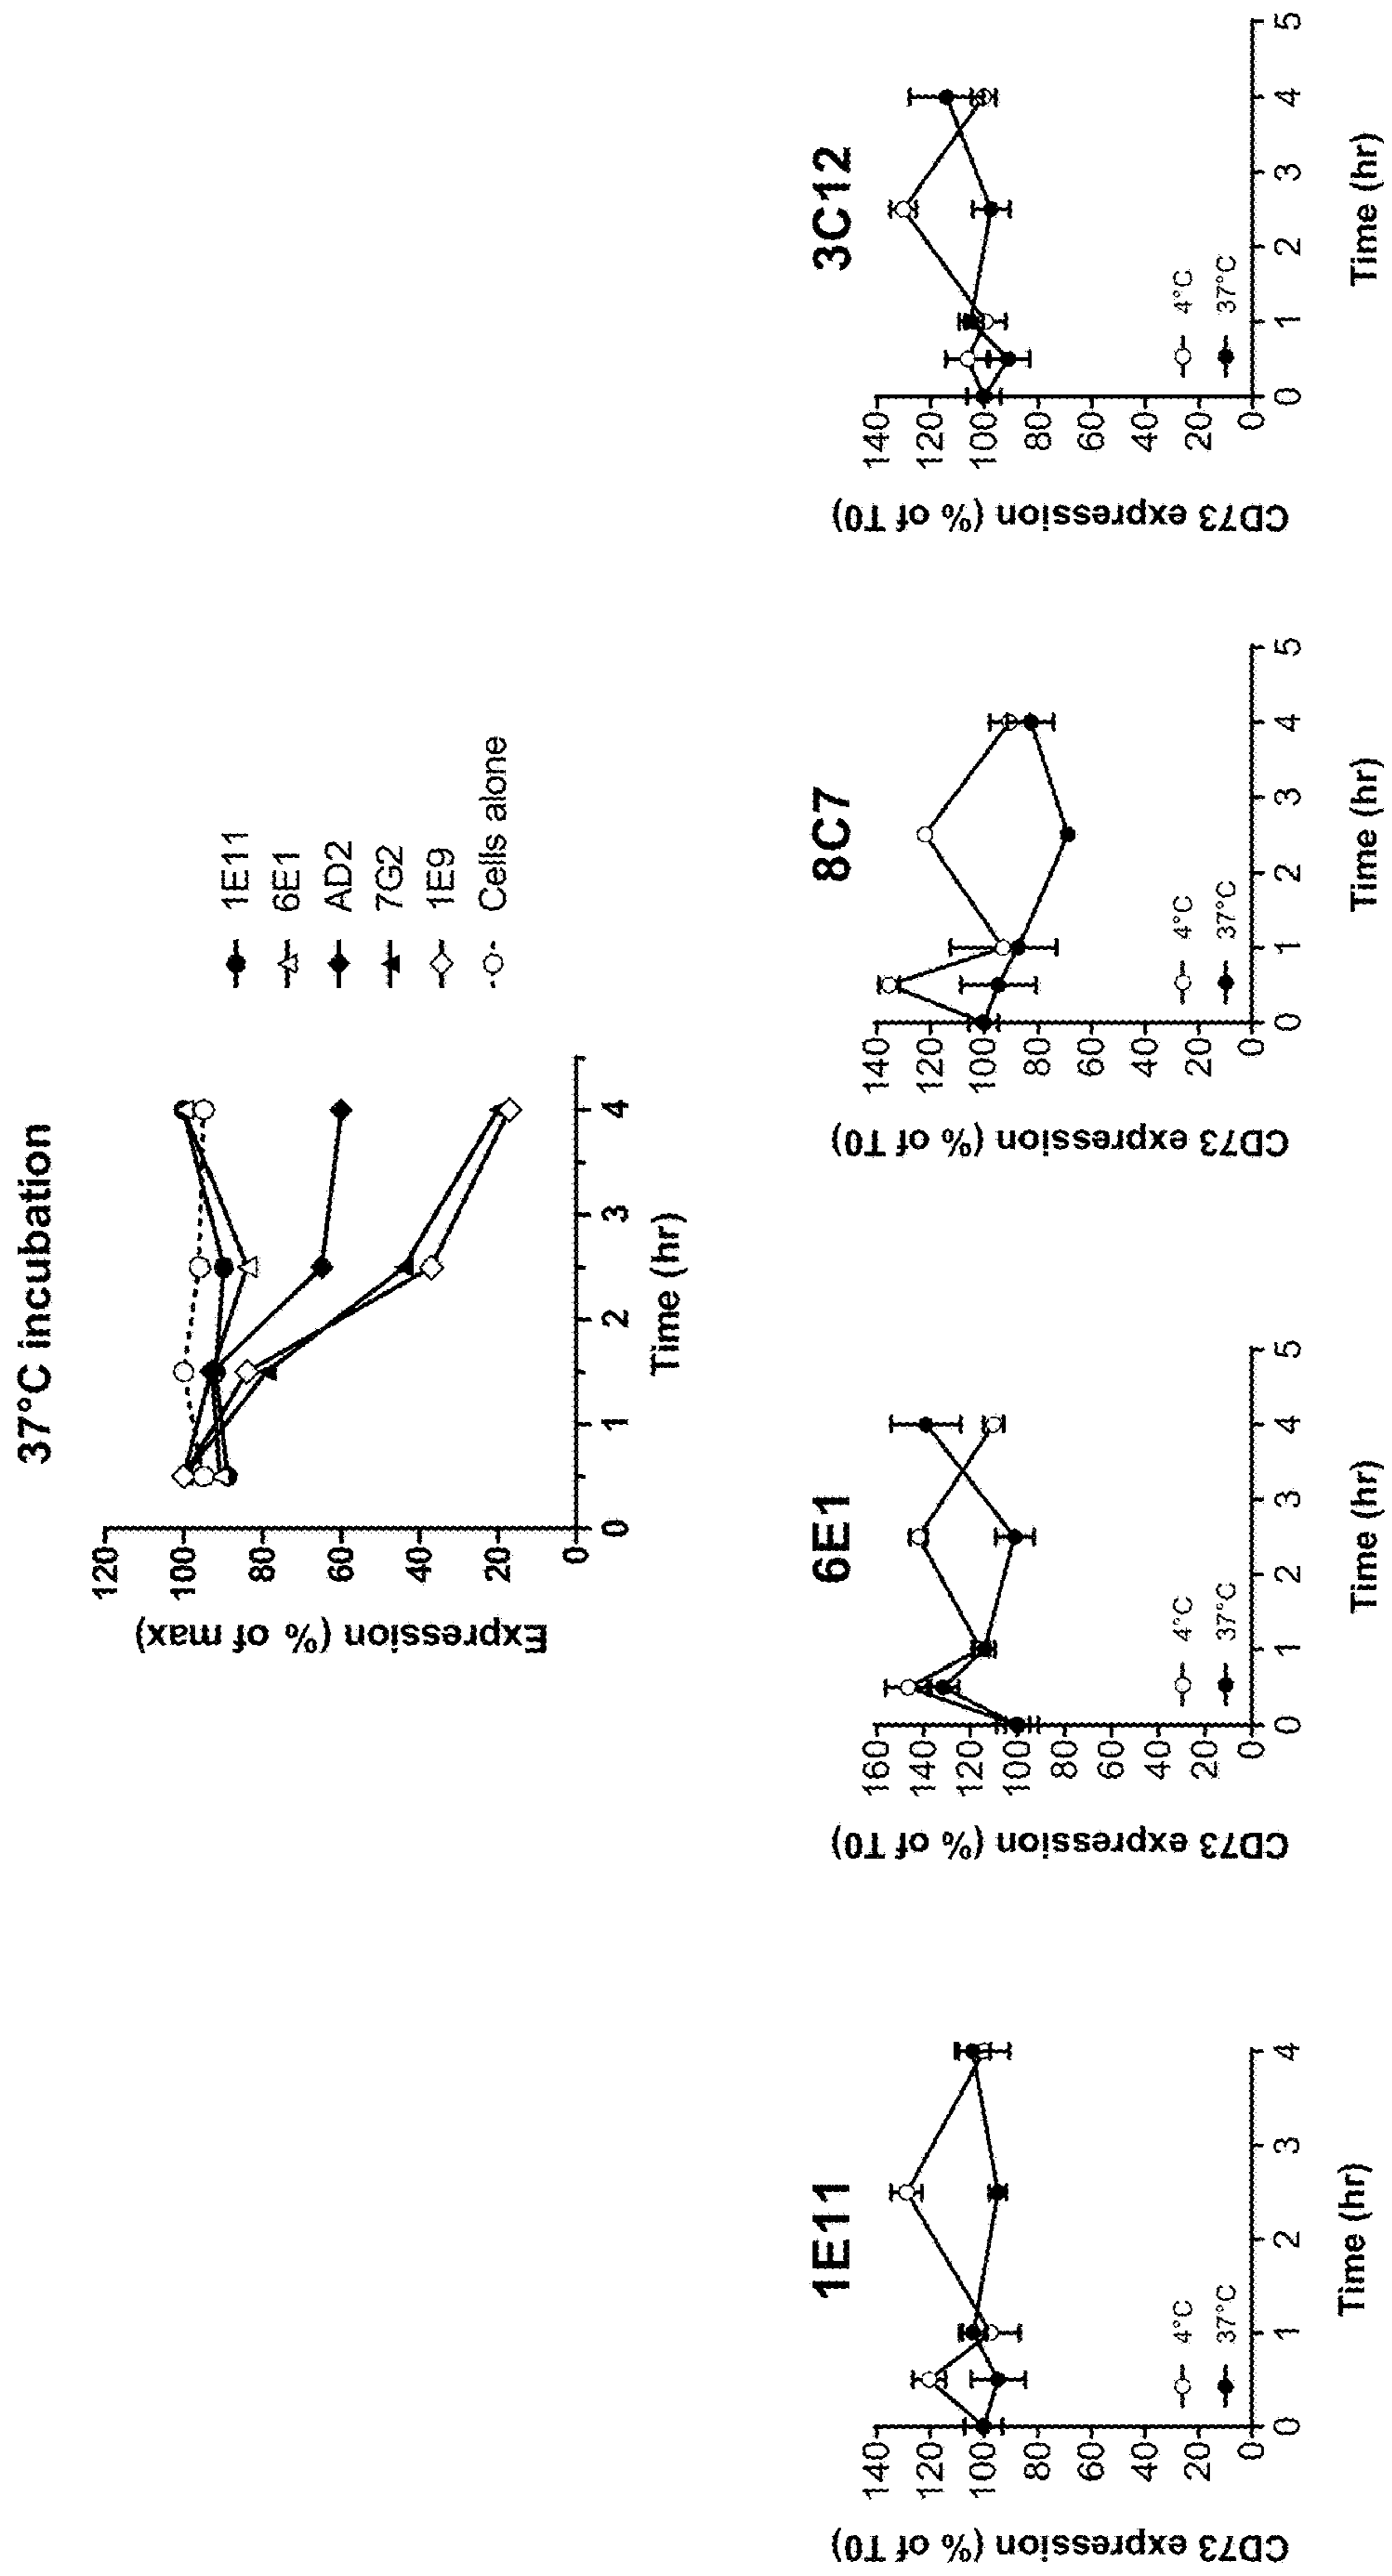 37°C incubation
Expression (% of max)
120
100
80
60
40
20
0
0
1
2
3
4
Time (hr)
1E11
6E1
AD2
7G2
1E9
Cells alone
1E11
CD73 expression (% of T0)
140
120
100
80
60
40
20
0
4°C
37°C
0
1
2
3
4
Time (hr)
6E1
CD73 expression (% of T0)
160
140
120
100
80
60
40
20
0
4°C
37°C
0
1
2
3
4
5
Time (hr)
8C7
CD73 expression (% of T0)
140
120
100
80
60
40
20
0
4°C
37°C
0
1
2
3
4
5
Time (hr)
3C12
CD73 expression (% of T0)
140
120
100
80
60
40
20
0
4°C
37°C
0
1
2
3
4
5
Time (hr)